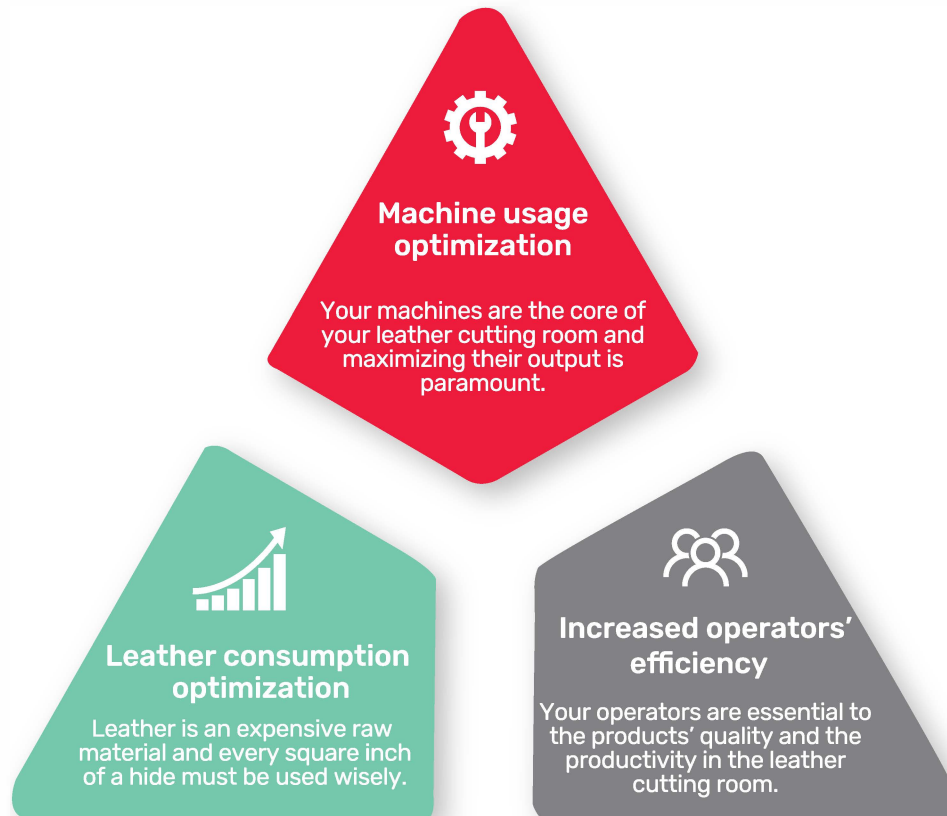 Machine usage
optimization
Your machines are the core of
your leather cutting room and
maximizing their output is
paramount.
Leather consumption
optimization
Leather is an expensive raw
material and every square inch
of a hide must be used wisely.
Increased operators’
efficiency
Your operators are essential to
the products’ quality and the
productivity in the leather
cutting room.